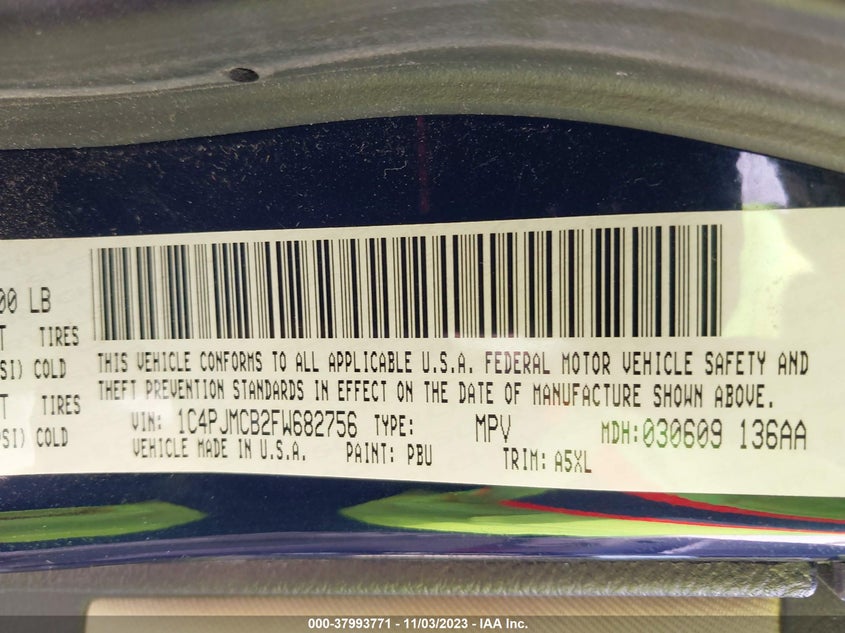 00 LB
T TIRES
SI) COLD
T TIRES
PSI) COLD
THIS VEHICLE CONFORMS TO ALL APPLICABLE U.S.A. FEDERAL MOTOR VEHICLE SAFETY AND
THEFT PREVENTION STANDARDS IN EFFECT ON THE DATE OF MANUFACTURE SHOWN ABOVE.
VIN: 1C4PJMCB2FW682756 TYPE: MPV MDH:030609 136AA
VEHICLE MADE IN U.S.A. PAINT: PBU TRIM: A5XL
000-37993771 - 11/03/2023 - IAA Inc.